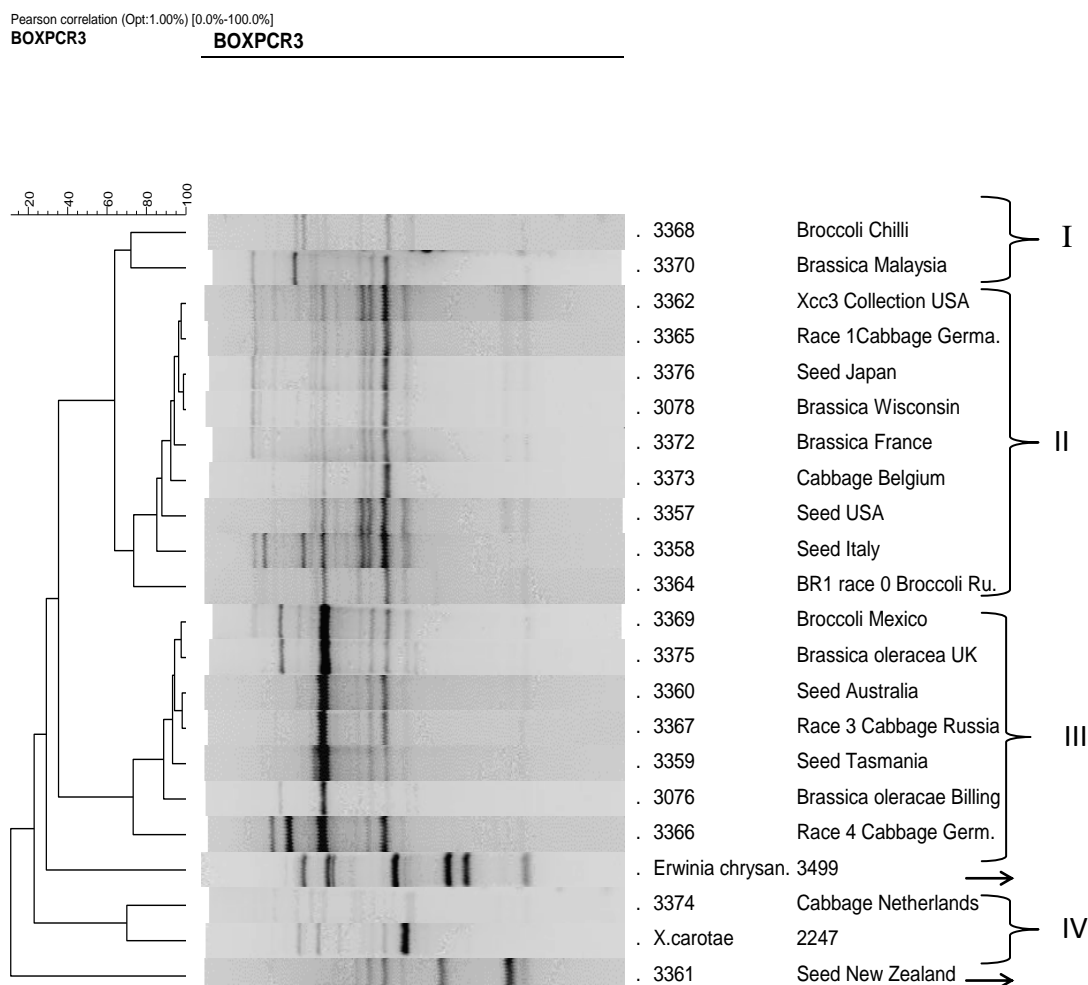 Pearson correlation (Opt:1.00%) [0.0%-100.0%]
BOXPCR3 BOXPCR3
20 40 60 80 100
. 3368 Broccoli Chilli
I
. 3370 Brassica Malaysia
. 3362 Xcc3 Collection USA
. 3365 Race 1Cabbage Germa.
. 3376 Seed Japan
. 3078 Brassica Wisconsin
. 3372 Brassica France
II
. 3373 Cabbage Belgium
. 3357 Seed USA
. 3358 Seed Italy
. 3364 BR1 race 0 Broccoli Ru.
. 3369 Broccoli Mexico
. 3375 Brassica oleracea UK
. 3360 Seed Australia
. 3367 Race 3 Cabbage Russia
III
. 3359 Seed Tasmania
. 3076 Brassica oleracae Billing
. 3366 Race 4 Cabbage Germ.
. Erwinia chrysan. 3499
. 3374 Cabbage Netherlands
IV
. X.carotae 2247
. 3361 Seed New Zealand